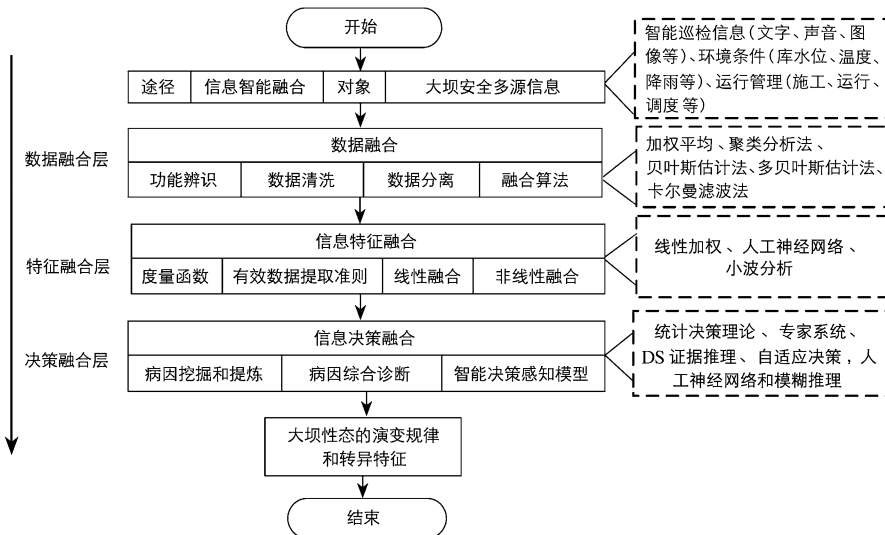 开始
途径 信息智能融合 对象 大坝安全多源信息
智能巡检信息(文字、声音、图
像等)、环境条件(库水位、温度、
降雨等)、运行管理(施工、运行、
调度等)
数据融合层
数据融合
功能辨识 数据清洗 数据分离 融合算法
加权平均、聚类分析法、
贝叶斯估计法、多贝叶斯估计法、
卡尔曼滤波法
特征融合层
信息特征融合
度量函数 有效数据提取准则 线性融合 非线性融合
线性加权、人工神经网络、
小波分析
决策融合层
信息决策融合
病因挖掘和提炼 病因综合诊断 智能决策感知模型
统计决策理论、专家系统、
DS 证据推理、自适应决策,人
工神经网络和模糊推理
大坝性态的演变规律
和转异特征
结束